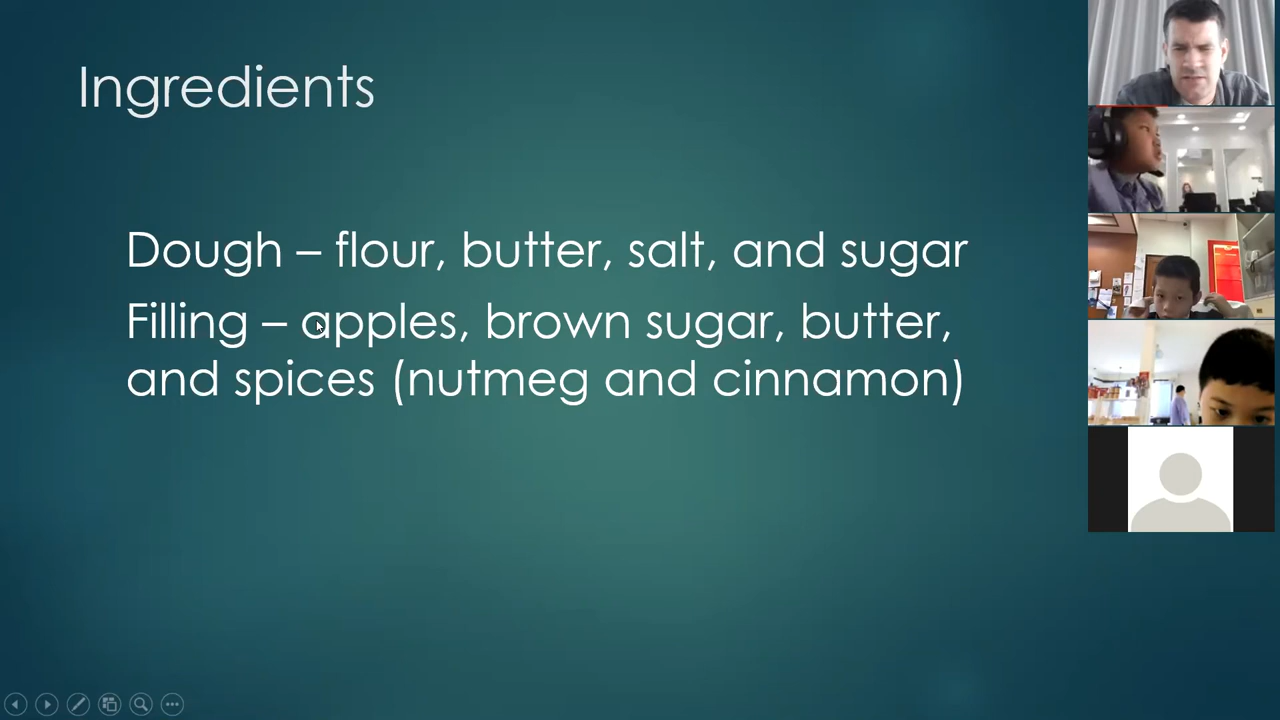 Ingredients
Dough – flour, butter, salt, and sugar
Filling – apples, brown sugar, butter,
and spices (nutmeg and cinnamon)